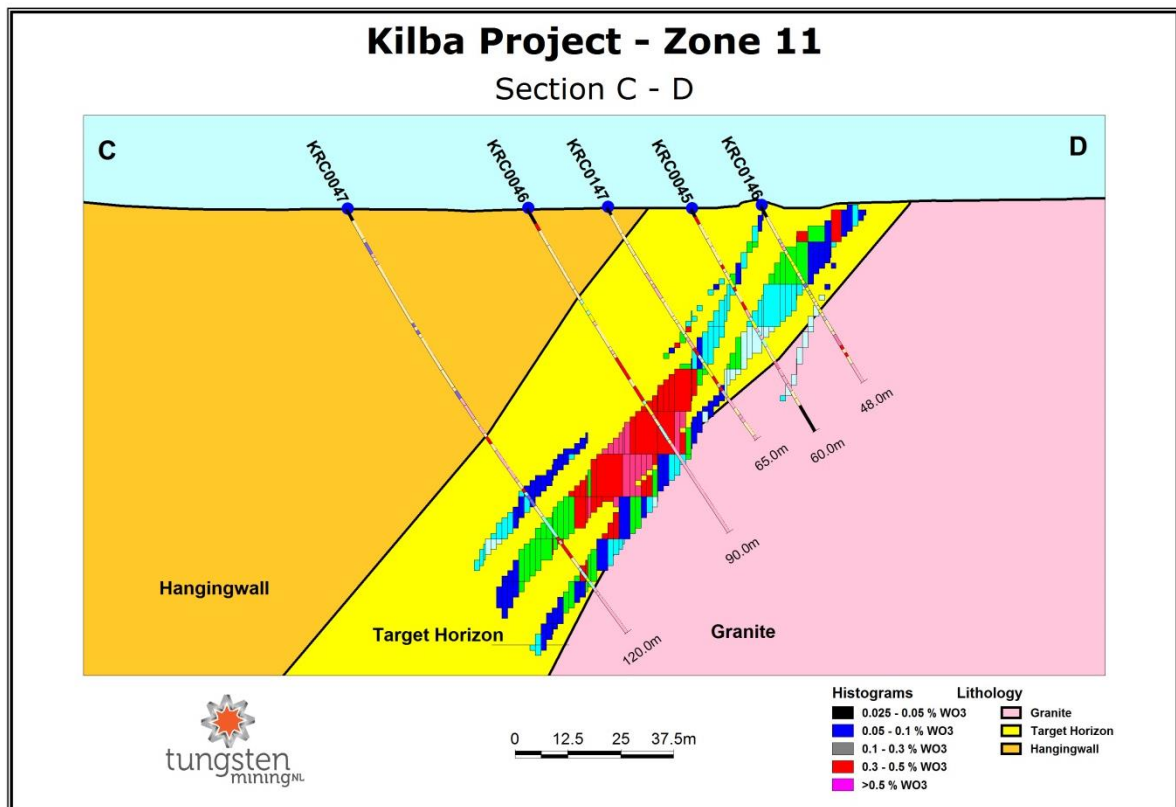 Kilba Project - Zone 11
Section C - D
C
D
KRC0047
KRC0046
KRC0147
KRC0045
KRC0146
48.0m
60.0m
65.0m
90.0m
120.0m
Hangingwall
Target Horizon
Granite
tungsten
miningNL
0 12.5 25 37.5m
Histograms
0.025 - 0.05 % WO3
0.05 - 0.1 % WO3
0.1 - 0.3 % WO3
0.3 - 0.5 % WO3
>0.5 % WO3
Lithology
Granite
Target Horizon
Hangingwall